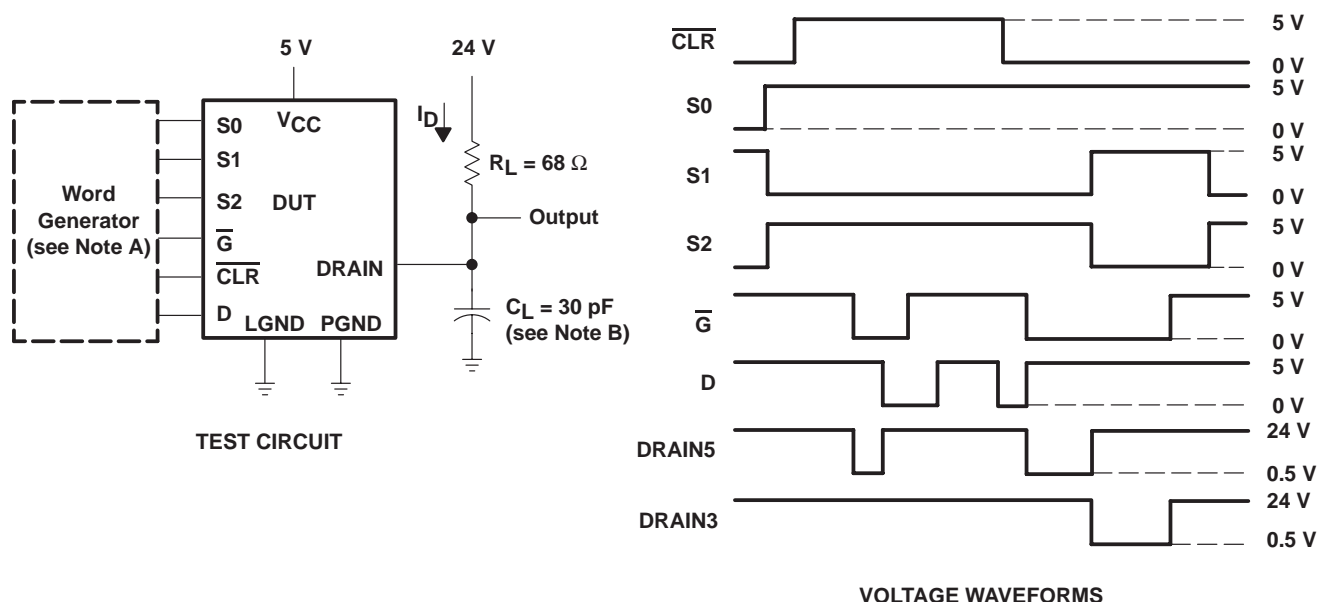 5 V
24 V
Word
Generator
(see Note A)
S0
S1
S2
G
CLR
D
VCC
DUT
DRAIN
LGND PGND
ID
RL = 68 Ω
Output
CL = 30 pF
(see Note B)
TEST CIRCUIT
CLR
5 V
0 V
S0
5 V
0 V
S1
5 V
0 V
S2
5 V
0 V
G
5 V
0 V
D
5 V
0 V
DRAIN5
24 V
0.5 V
DRAIN3
24 V
0.5 V
VOLTAGE WAVEFORMS